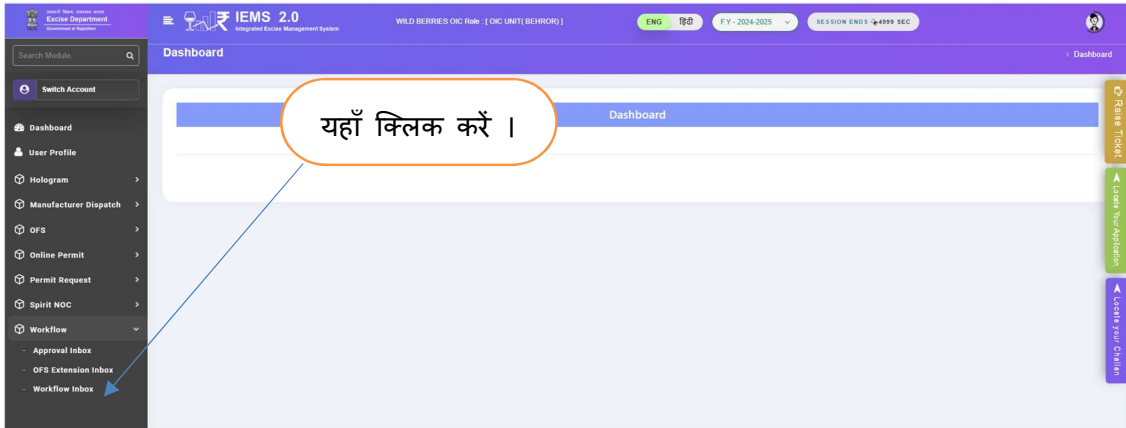 Excise Department
Government of Rajasthan
IEMS 2.0
Integrated Excise Management System
WILD BERRIES OIC Role : [ OIC UNIT( BEHROR) ]
ENG हिंदी
F.Y - 2024-2025
SESSION ENDS 4999 SEC
Search Module...
Dashboard
> Dashboard
Switch Account
Dashboard
User Profile
Hologram
Manufacturer Dispatch
OFS
Online Permit
Permit Request
Spirit NOC
Workflow
- Approval Inbox
- OFS Extension Inbox
- Workflow Inbox
Dashboard
यहाँ क्लिक करें ।
Raise Ticket
Locate Your Application
Locate your Challan